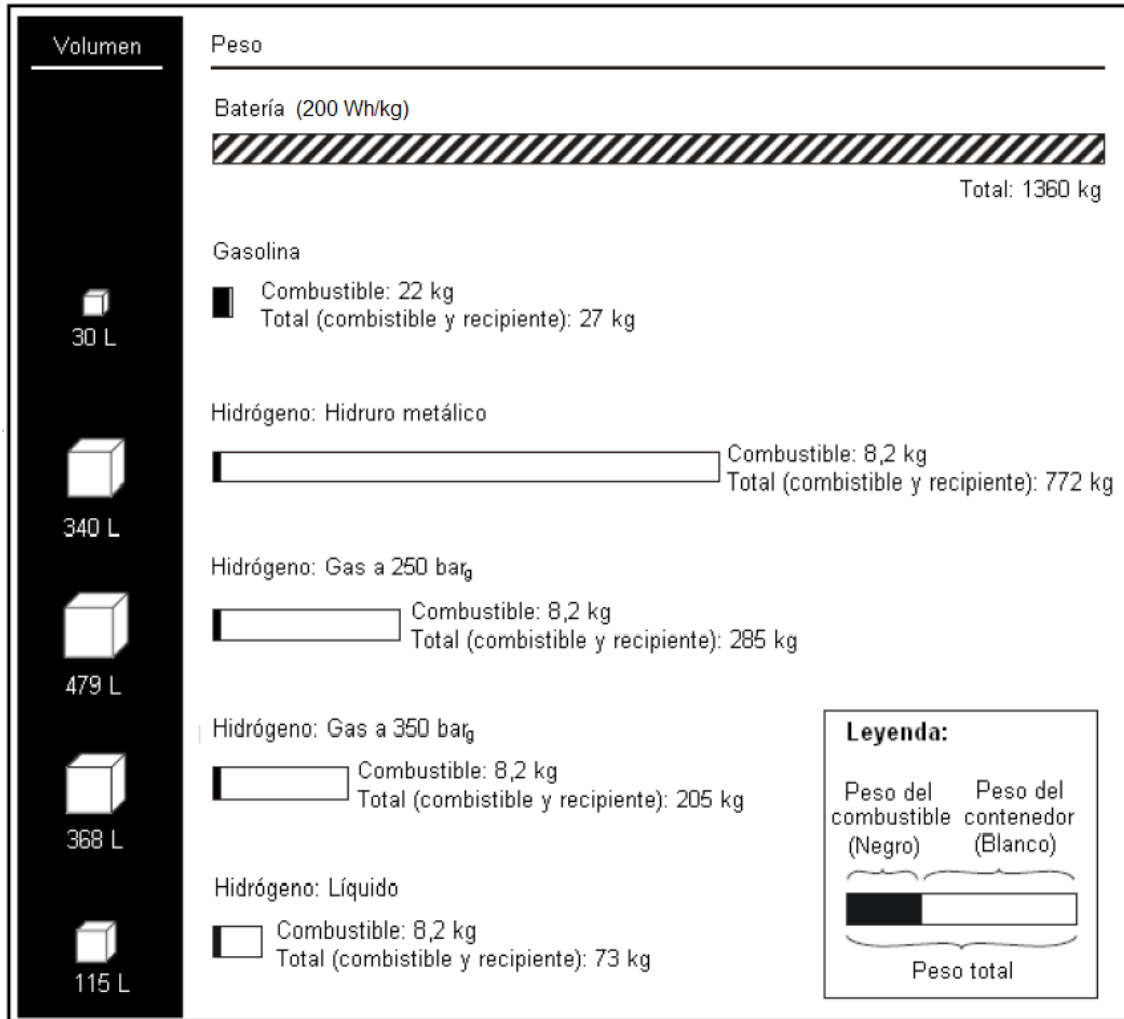 Volumen
Peso
Batería (200 Wh/kg)
Total: 1360 kg
Gasolina
Combustible: 22 kg
Total (combistible y recipiente): 27 kg
30 L
Hidrógeno: Hidruro metálico
Combustible: 8,2 kg
Total (combistible y recipiente): 772 kg
340 L
Hidrógeno: Gas a 250 barg
Combustible: 8,2 kg
Total (combistible y recipiente): 285 kg
479 L
Hidrógeno: Gas a 350 barg
Combustible: 8,2 kg
Total (combistible y recipiente): 205 kg
368 L
Hidrógeno: Líquido
Combustible: 8,2 kg
Total (combistible y recipiente): 73 kg
115 L
Leyenda:
Peso del combustible (Negro)
Peso del contenedor (Blanco)
Peso total